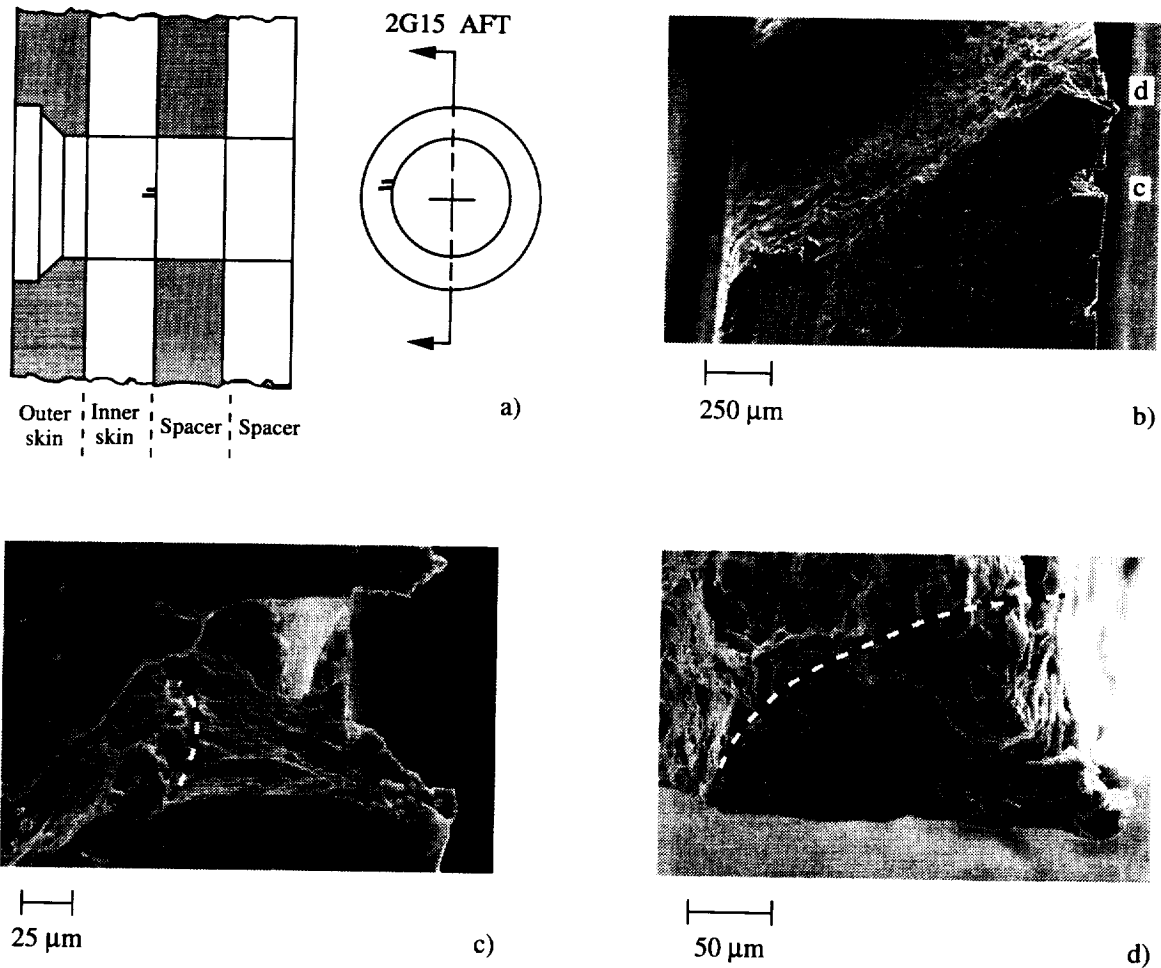 2G15 AFT
Outer skin
Inner skin
Spacer
Spacer
a)
d
c
250 μm
b)
25 μm
c)
50 μm
d)